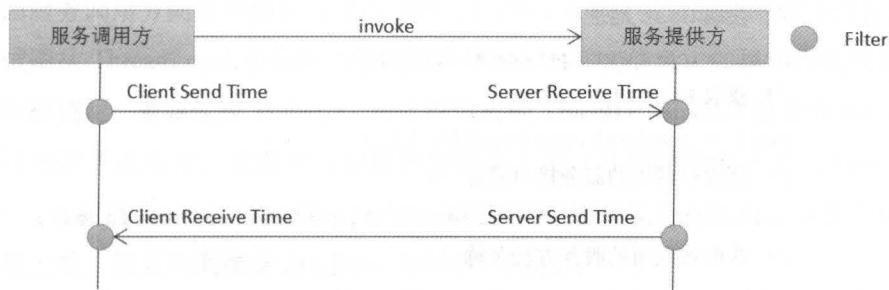 服务调用方
invoke
服务提供方
Filter
Client Send Time
Server Receive Time
Client Receive Time
Server Send Time